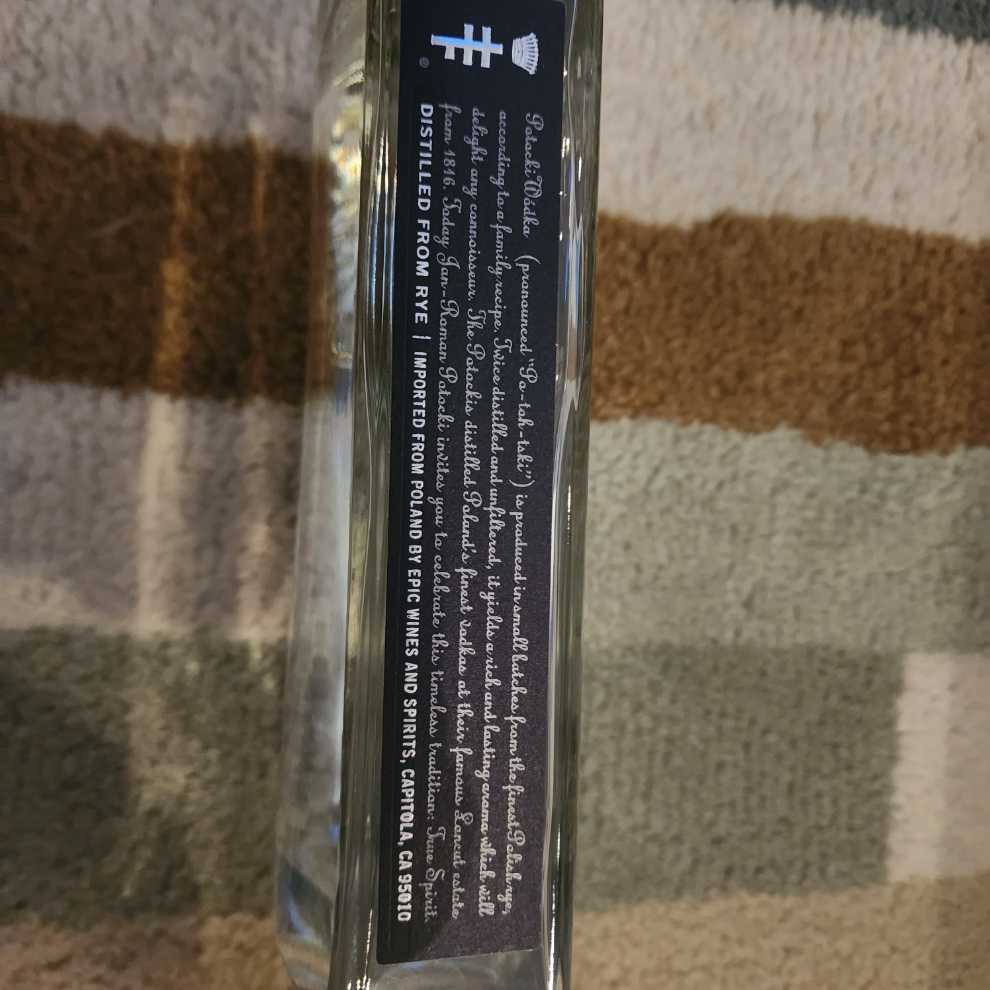 Potocki Wódka (pronounced "Po-tah-tski") is produced in small batches from the finest Polish rye,
according to a family recipe. Twice distilled and unfiltered, it yields a rich and lasting aroma which will
delight any connoisseur. The Potockis distilled Poland's finest vodkas at their famous Lancut estate
from 1816. Today Jan-Roman Potocki invites you to celebrate this timeless tradition: True Spirit.
DISTILLED FROM RYE | IMPORTED FROM POLAND BY EPIC WINES AND SPIRITS, CAPITOLA, CA 95010
®